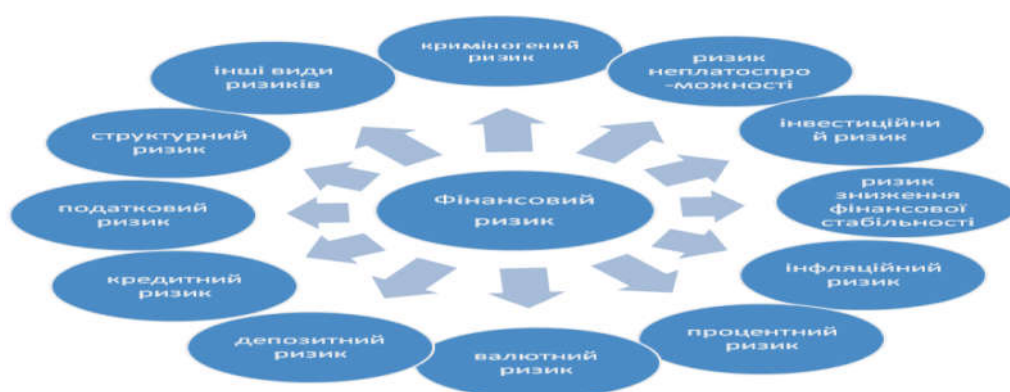 криміногений
ризик
ризик
неплатоспро
-можності
інвестиційни
й ризик
ризик
зниження
фінансової
стабільності
інфляційний
ризик
процентний
ризик
валютний
ризик
депозитний
ризик
кредитний
ризик
податковий
ризик
структурний
ризик
інші види
ризиків
Фінансовий
ризик